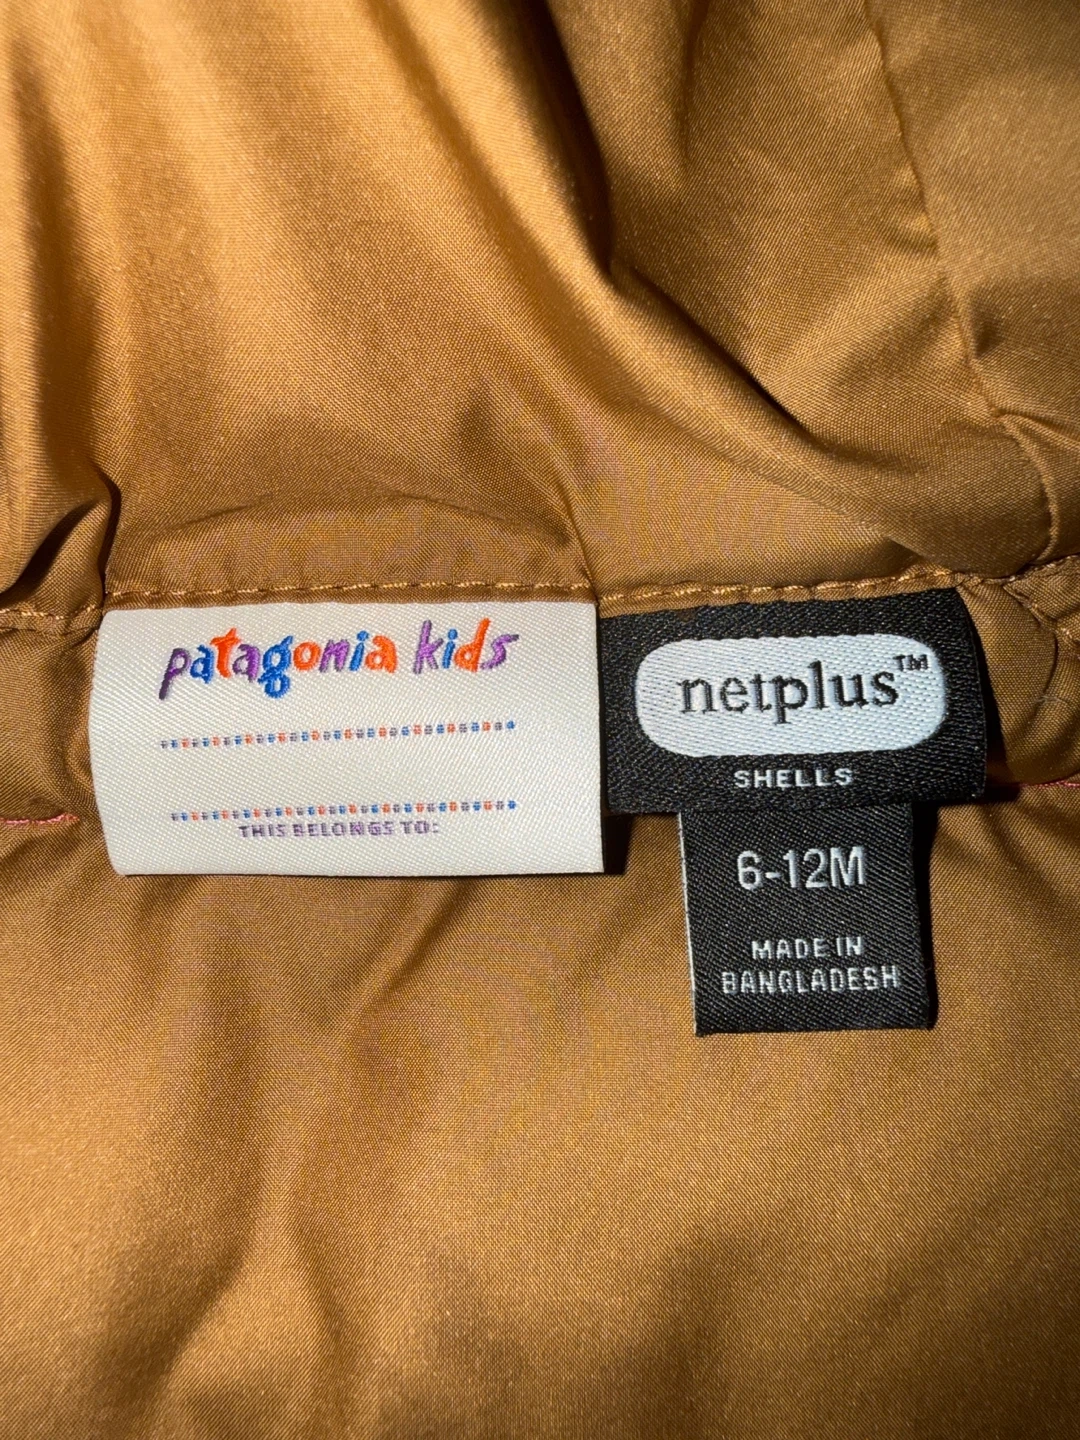 patagonia kids
THIS BELONGS TO:
netplus™
SHELLS
6-12M
MADE IN
BANGLADESH